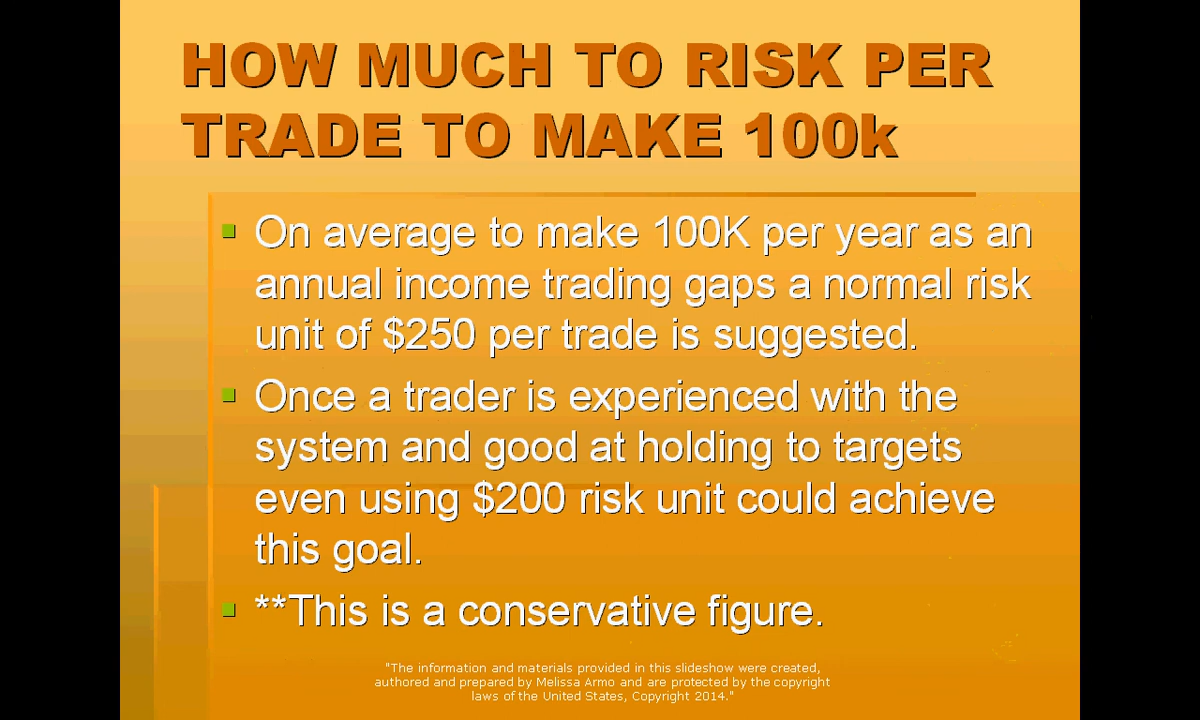 HOW MUCH TO RISK PER
TRADE TO MAKE 100k
On average to make 100K per year as an
annual income trading gaps a normal risk
unit of $250 per trade is suggested.
Once a trader is experienced with the
system and good at holding to targets
even using $200 risk unit could achieve
this goal.
**This is a conservative figure.
"The information and materials provided in this slideshow were created,
authored and prepared by Melissa Armo and are protected by the copyright
laws of the United States, Copyright 2014."